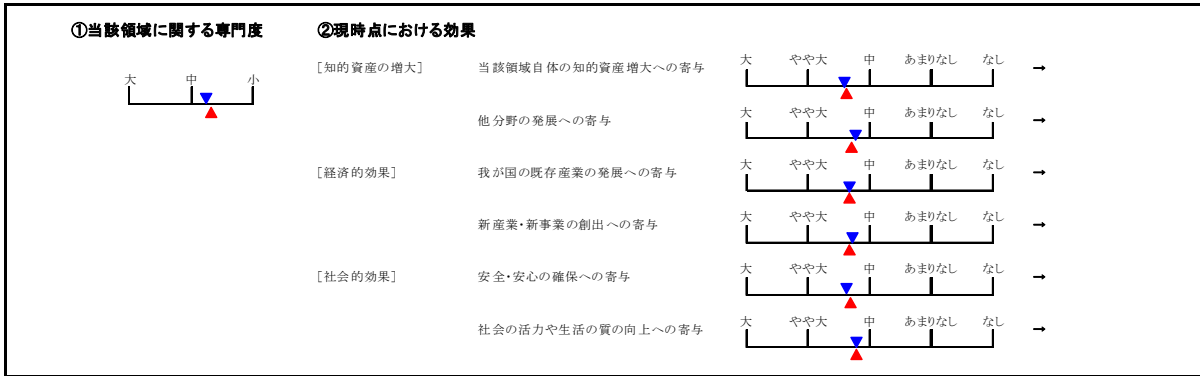 ①当該領域に関する専門度
大 中 小
②現時点における効果
[知的資産の増大] 当該領域自体の知的資産増大への寄与 大 やや大 中 あまりなし なし →
他分野の発展への寄与 大 やや大 中 あまりなし なし →
[経済的効果] 我が国の既存産業の発展への寄与 大 やや大 中 あまりなし なし →
新産業・新事業の創出への寄与 大 やや大 中 あまりなし なし →
[社会的効果] 安全・安心の確保への寄与 大 やや大 中 あまりなし なし →
社会の活力や生活の質の向上への寄与 大 やや大 中 あまりなし なし →